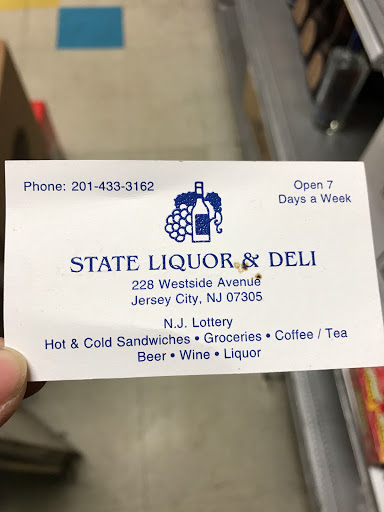 Phone: 201-433-3162
Open 7
Days a Week
STATE LIQUOR & DELI
228 Westside Avenue
Jersey City, NJ 07305
N.J. Lottery
Hot & Cold Sandwiches • Groceries • Coffee / Tea
Beer • Wine • Liquor